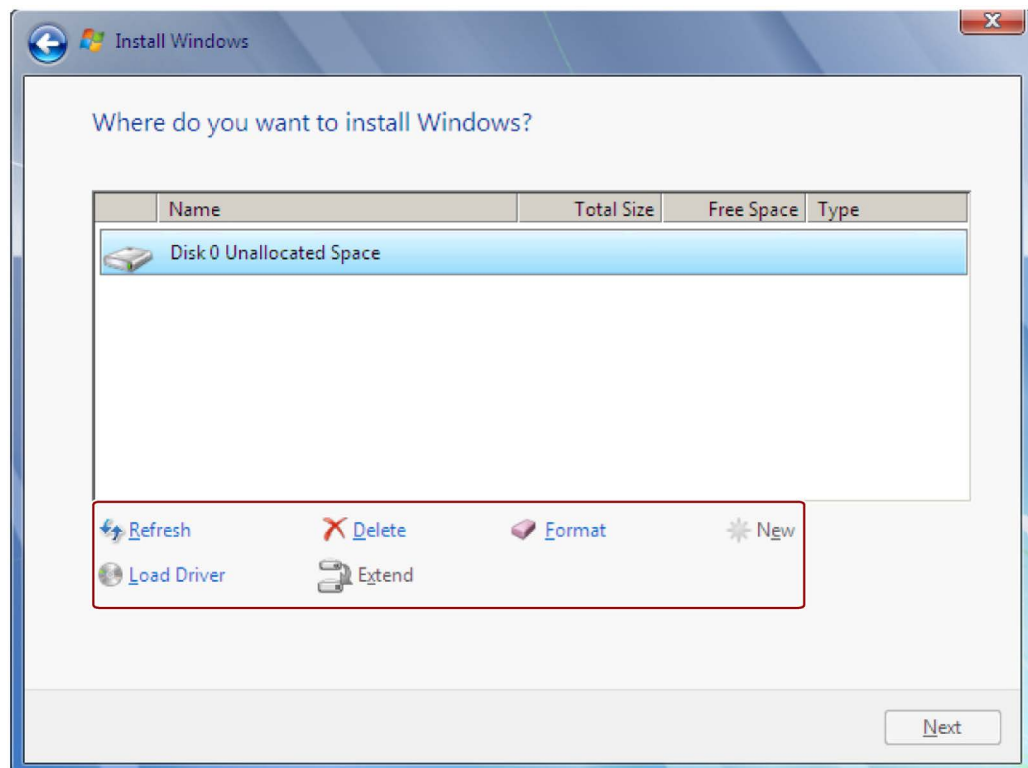 Install Windows
Where do you want to install Windows?
Name Total Size Free Space Type
Disk 0 Unallocated Space
Refresh Delete Format New
Load Driver Extend
Next